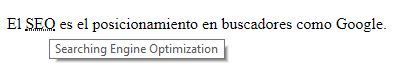 El SEO es el posicionamiento en buscadores como Google.
Searching Engine Optimization